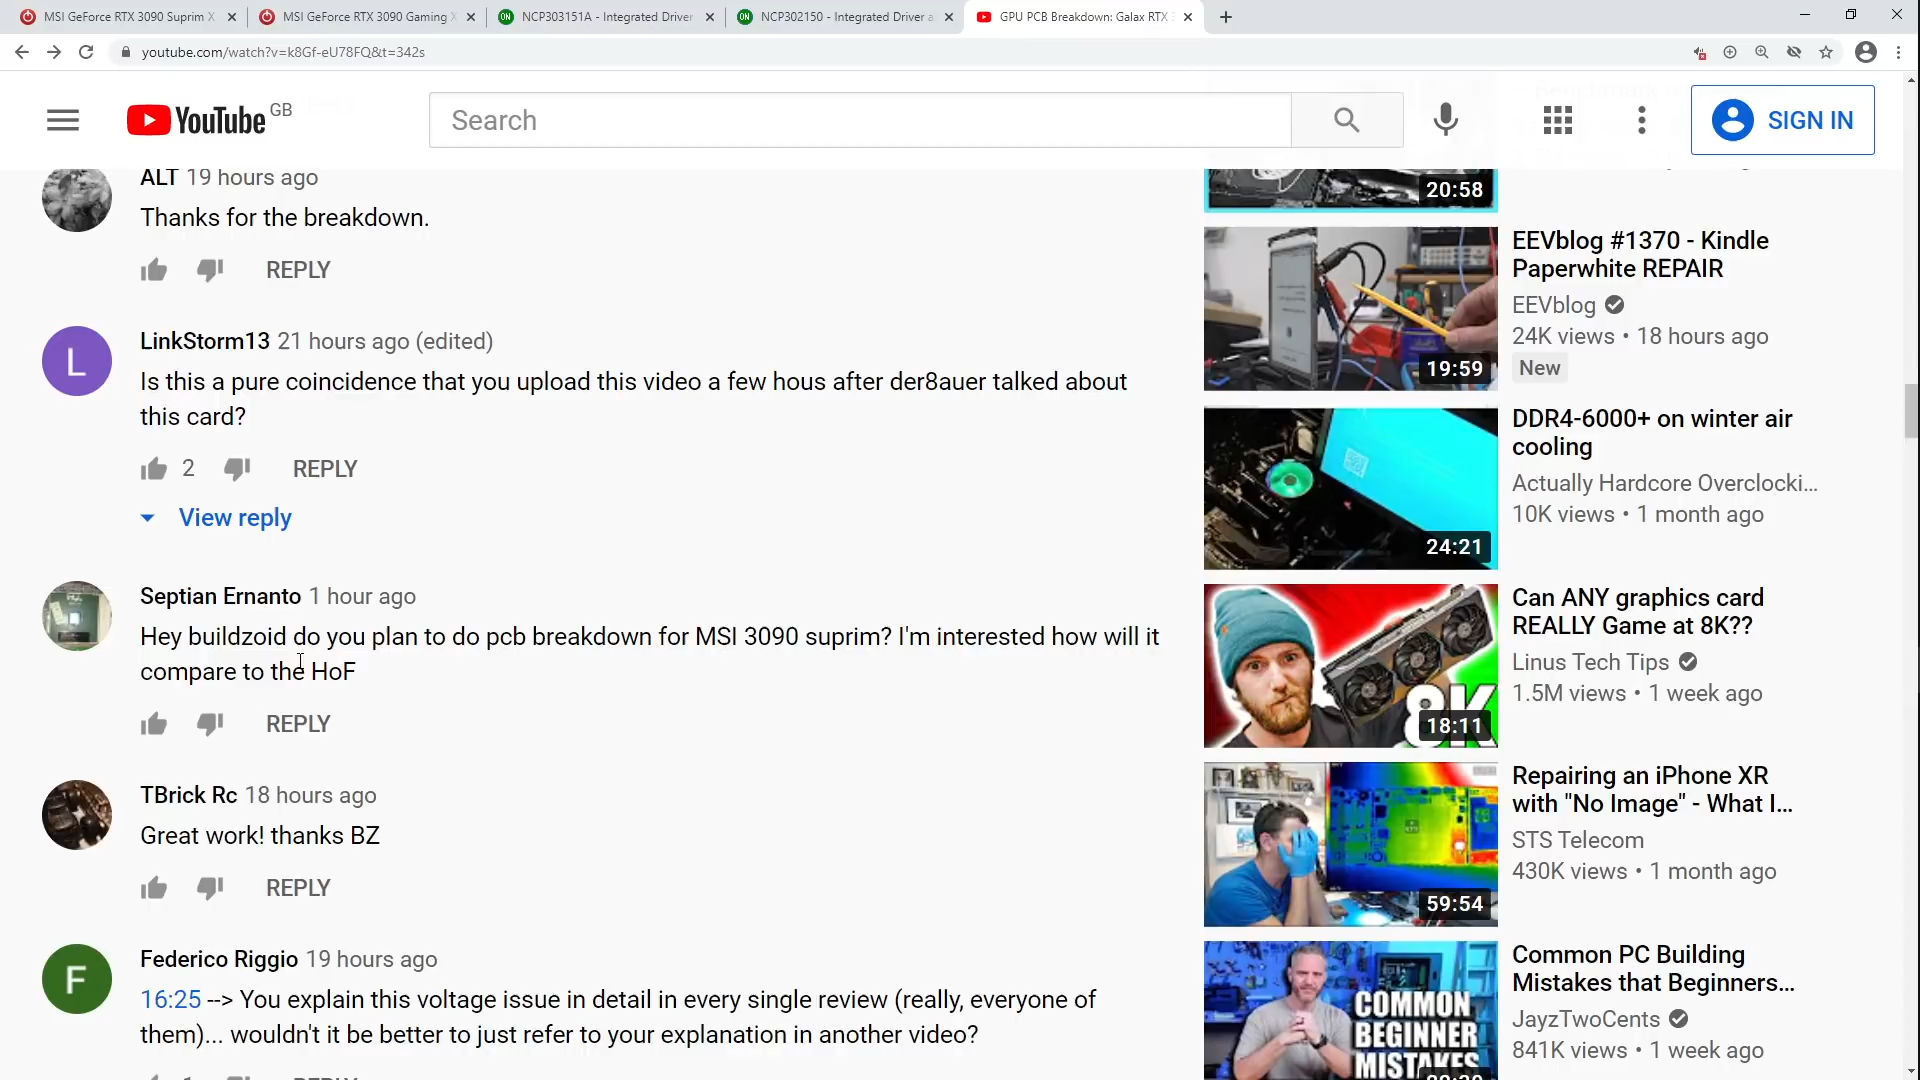 MSI GeForce RTX 3090 Suprim X
MSI GeForce RTX 3090 Gaming X
ON
NCP303151A - Integrated Driver
ON
NCP302150 - Integrated Driver a
GPU PCB Breakdown: Galax RTX
youtube.com/watch?v=k8Gf-eU78FQ&t=342s
YouTube GB
Search
SIGN IN
ALT 19 hours ago
Thanks for the breakdown.
REPLY
LinkStorm13 21 hours ago (edited)
Is this a pure coincidence that you upload this video a few hous after der8auer talked about
this card?
2 REPLY
View reply
Septian Ernanto 1 hour ago
Hey buildzoid do you plan to do pcb breakdown for MSI 3090 suprim? I'm interested how will it
compare to the HoF
REPLY
TBrick Rc 18 hours ago
Great work! thanks BZ
REPLY
F
Federico Riggio 19 hours ago
16:25 --> You explain this voltage issue in detail in every single review (really, everyone of
them)... wouldn't it be better to just refer to your explanation in another video?
L
20:58
19:59
EEVblog #1370 - Kindle
Paperwhite REPAIR
EEVblog
24K views • 18 hours ago
New
24:21
DDR4-6000+ on winter air
cooling
Actually Hardcore Overclocki...
10K views • 1 month ago
8K
18:11
Can ANY graphics card
REALLY Game at 8K??
Linus Tech Tips
1.5M views • 1 week ago
59:54
Repairing an iPhone XR
with "No Image" - What I...
STS Telecom
430K views • 1 month ago
COMMON
BEGINNER
MISTAKES
Common PC Building
Mistakes that Beginners...
JayzTwoCents
841K views • 1 week ago